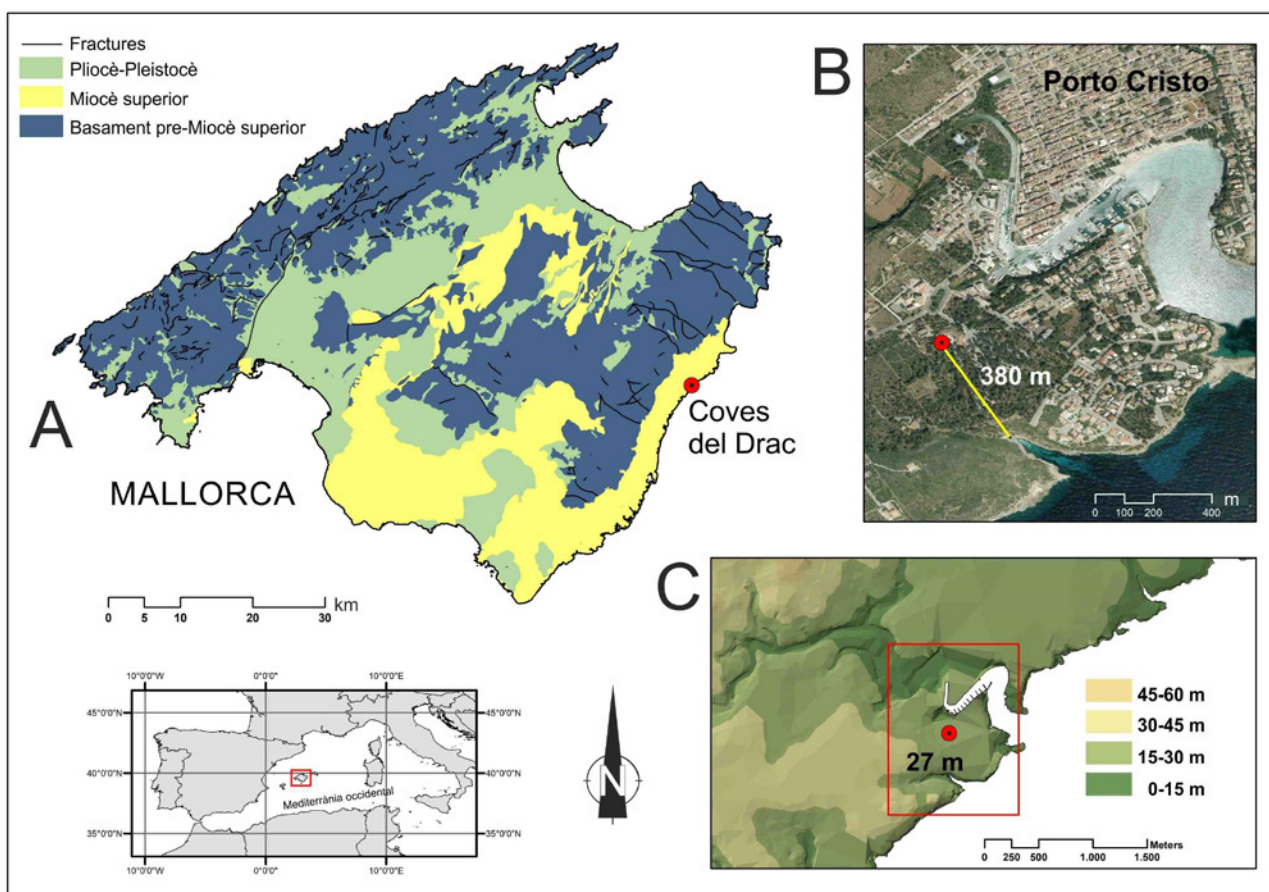 Fractures
Pliocè-Pleistocè
Miocè superior
Basament pre-Miocè superior
A
MALLORCA
Coves
del Drac
0 5 10 20 30 km
B
Porto Cristo
380 m
0 100 200 400 m
C
27 m
45-60 m
30-45 m
15-30 m
0-15 m
0 250 500 1.000 1.500 Meters
10°0'0"W 0°0'0" 10°0'0"E
45°0'0"N 45°0'0"N
40°0'0"N 40°0'0"N
35°0'0"N 35°0'0"N
Mediterrània occidental
10°0'0"W 0°0'0" 10°0'0"E
N